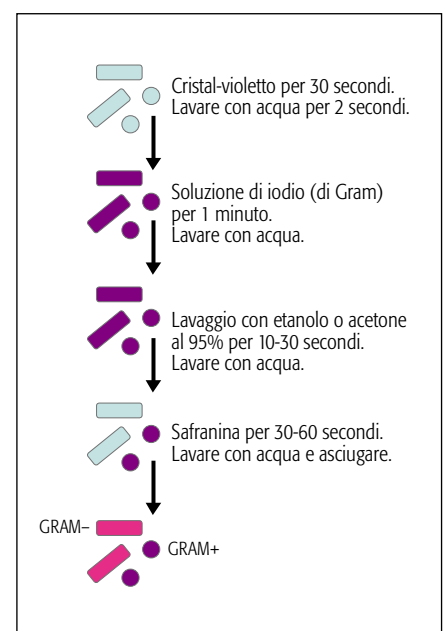 Cristal-violetto per 30 secondi.
Lavare con acqua per 2 secondi.
Soluzione di iodio (di Gram)
per 1 minuto.
Lavare con acqua.
Lavaggio con etanolo o acetone
al 95% per 10-30 secondi.
Lavare con acqua.
Safranina per 30-60 secondi.
Lavare con acqua e asciugare.
GRAM–
GRAM+